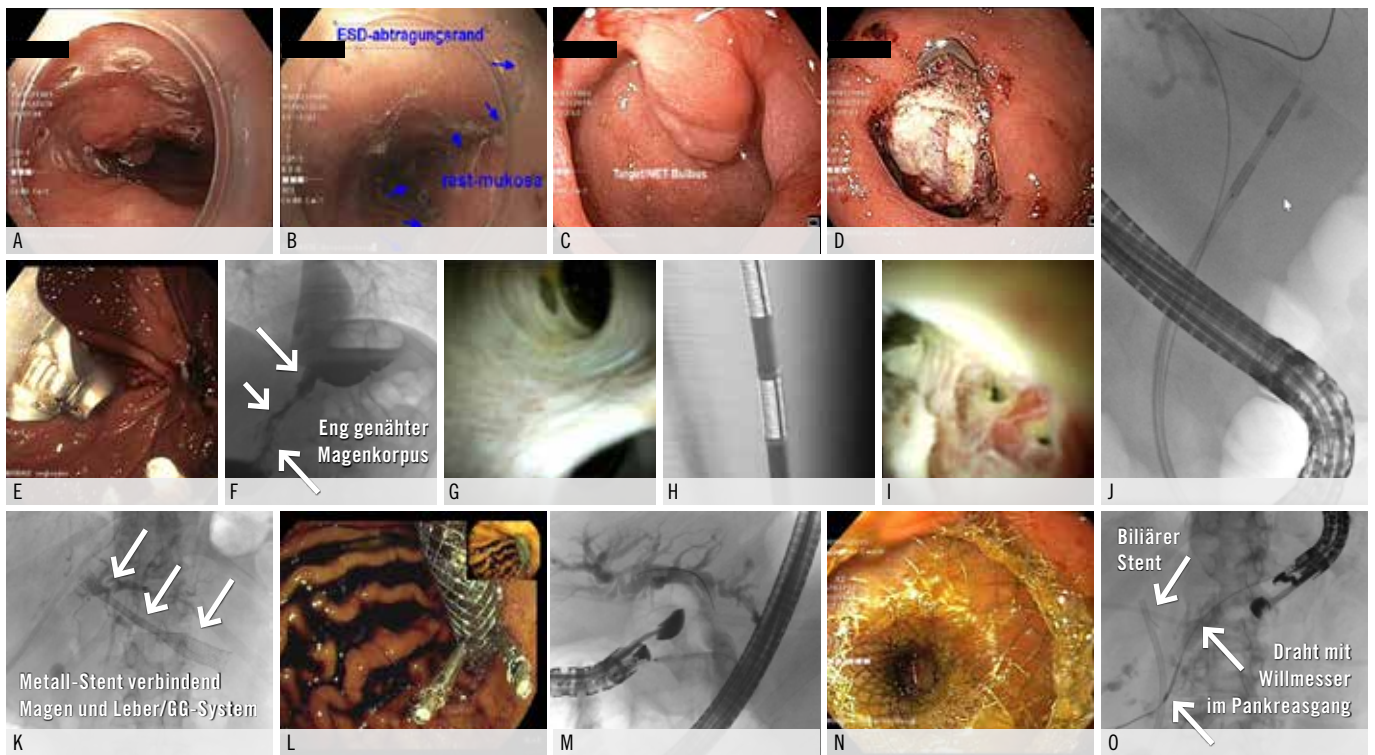 ESD-abtragungsrand
rest-mukosa
A
B
Target NET Bulbus
C
D
E
Eng genähter
Magenkorpus
F
G
H
I
J
Metall-Stent verbindend
Magen und Leber/GG-System
K
L
M
N
Biliärer
Stent
Draht mit
Willmesser
im Pankreasgang
O